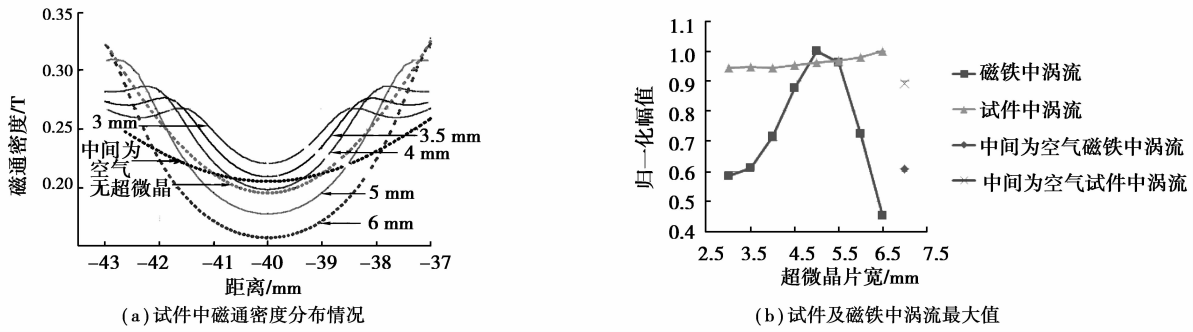 0.35
0.30
0.25
0.20
磁通密度/T
3 mm
中间为
空气
无超微晶
3.5 mm
4 mm
5 mm
6 mm
-43
-42
-41
-40
-39
-38
-37
距离/mm
(a)试件中磁通密度分布情况
1.1
1.0
0.9
0.8
0.7
0.6
0.5
0.4
归一化幅值
2.5
3.5
4.5
5.5
6.5
7.5
超微晶片宽/mm
磁铁中涡流
试件中涡流
中间为空气磁铁中涡流
中间为空气试件中涡流
(b)试件及磁铁中涡流最大值